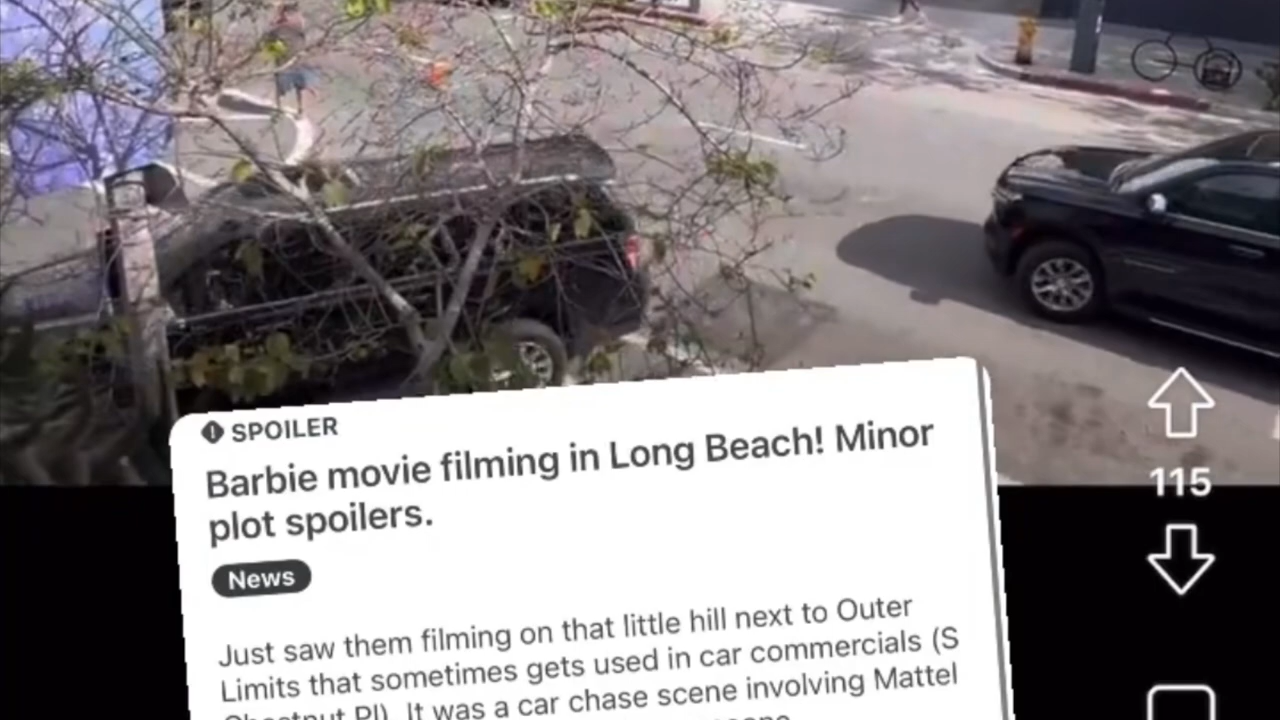 SPOILER
Barbie movie filming in Long Beach! Minor
plot spoilers.
News
Just saw them filming on that little hill next to Outer
Limits that sometimes gets used in car commercials (S
Chestnut Pl). It was a car chase scene involving Mattel
115